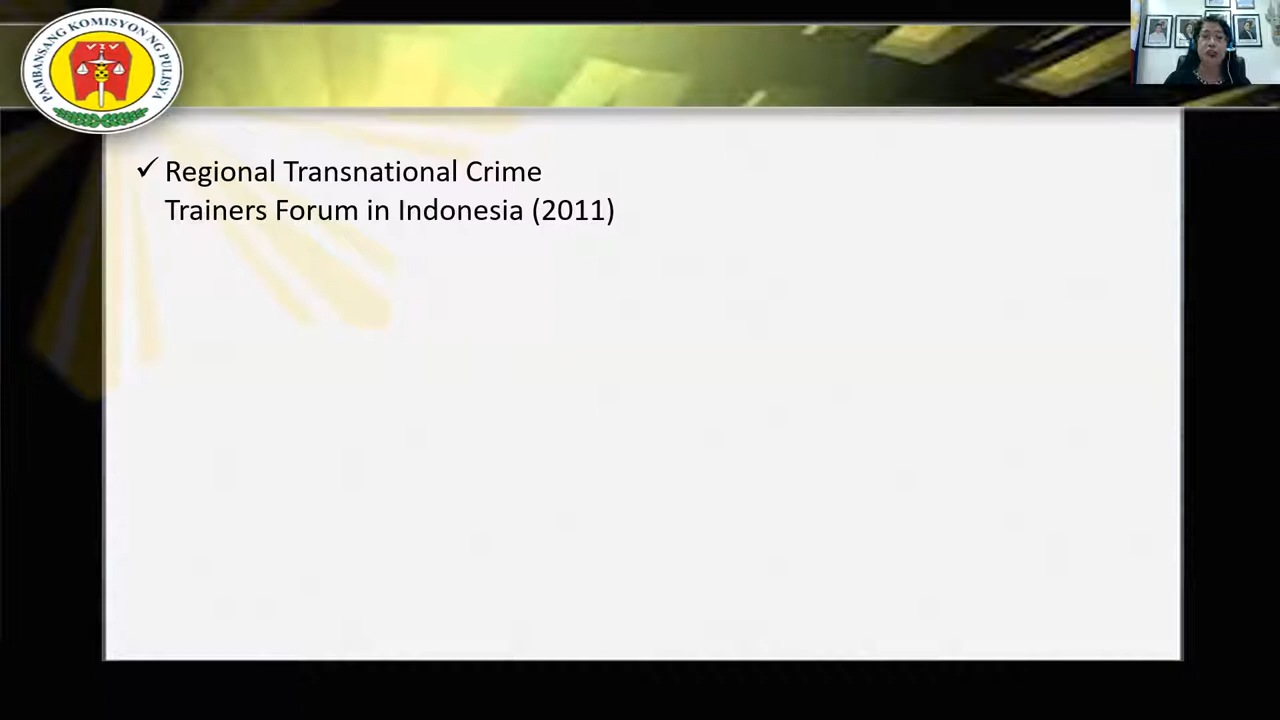 PAMBANSANG KOMISYON NG PULISYA
✓ Regional Transnational Crime
Trainers Forum in Indonesia (2011)